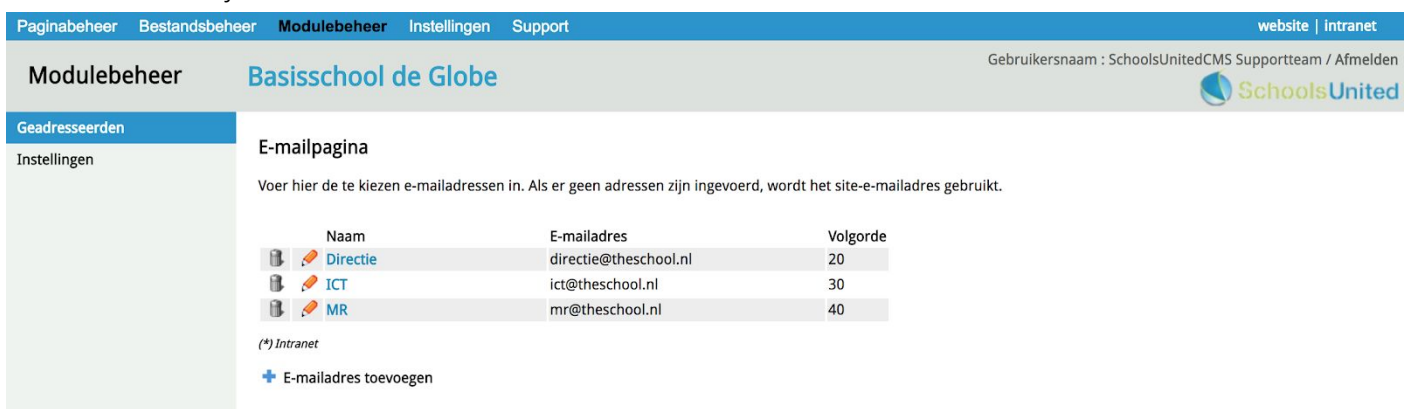 Paginabeheer Bestandsbeheer Modulebeheer Instellingen Support website | intranet
Gebruikersnaam : SchoolsUnitedCMS Supportteam / Afmelden
Modulebeheer Basisschool de Globe
SchoolsUnited
Geadresseerden
Instellingen
E-mailpagina
Voer hier de te kiezen e-mailadressen in. Als er geen adressen zijn ingevoerd, wordt het site-e-mailadres gebruikt.
Naam E-mailadres Volgorde
Directie directie@theschool.nl 20
ICT ict@theschool.nl 30
MR mr@theschool.nl 40
(*) Intranet
E-mailadres toevoegen